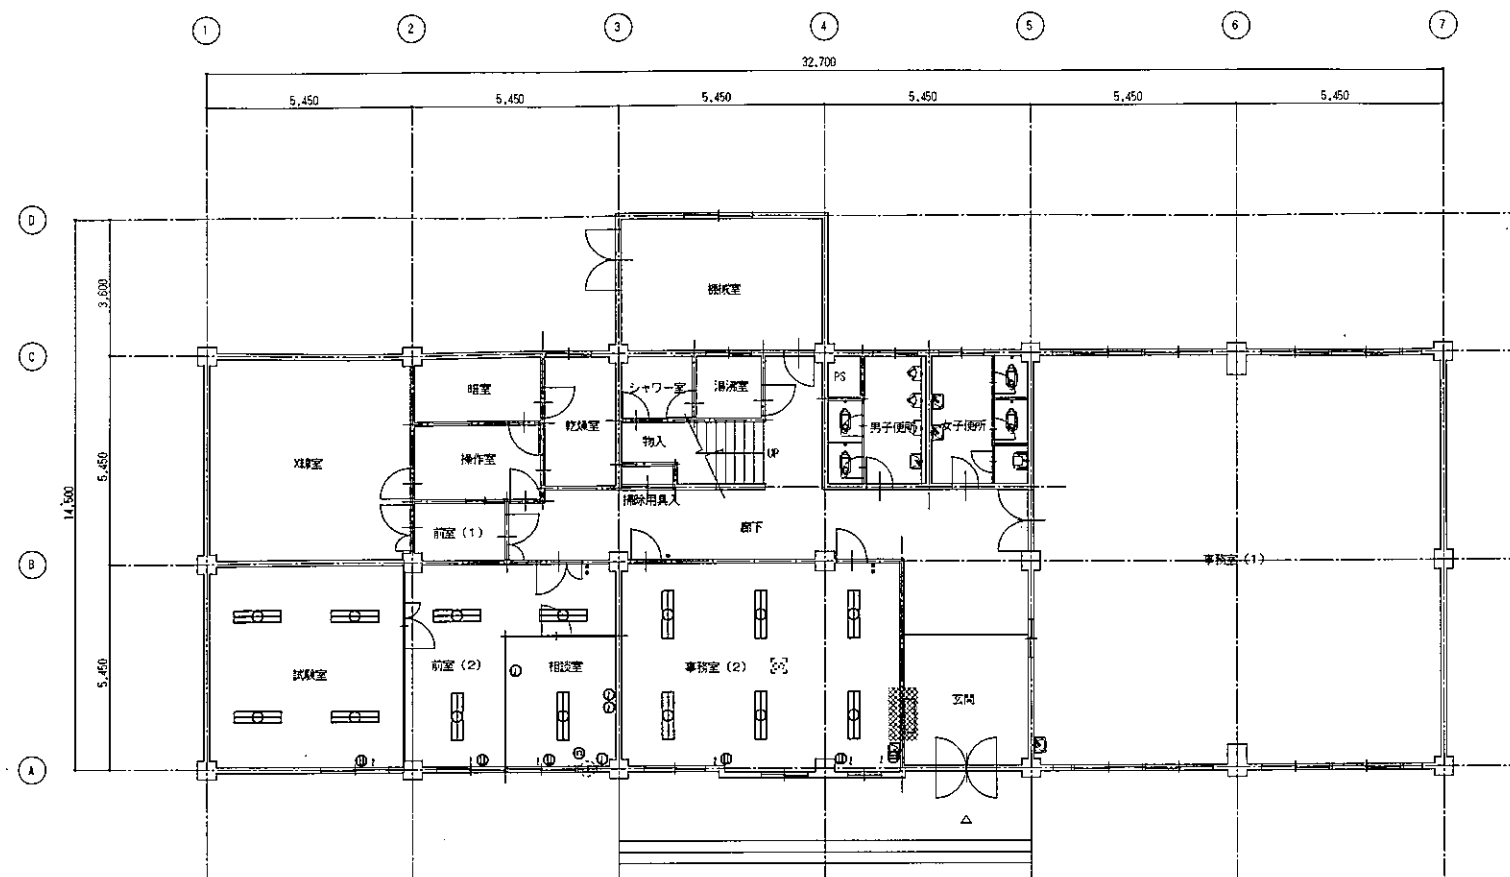 1 2 3 4 5 6 7
32,700
5,450 5,450 5,450 5,450 5,450 5,450
D
3,600
機械室
C
暗室
シャワー室
湯沸室
PS
乾燥室
男子便所
女子便所
物入
UP
X線室
操作室
5,450
14,500
掃除用具入
前室(1)
廊下
B
事務室(1)
5,450
試験室
前室(2)
相談室
事務室(2)
玄関
A